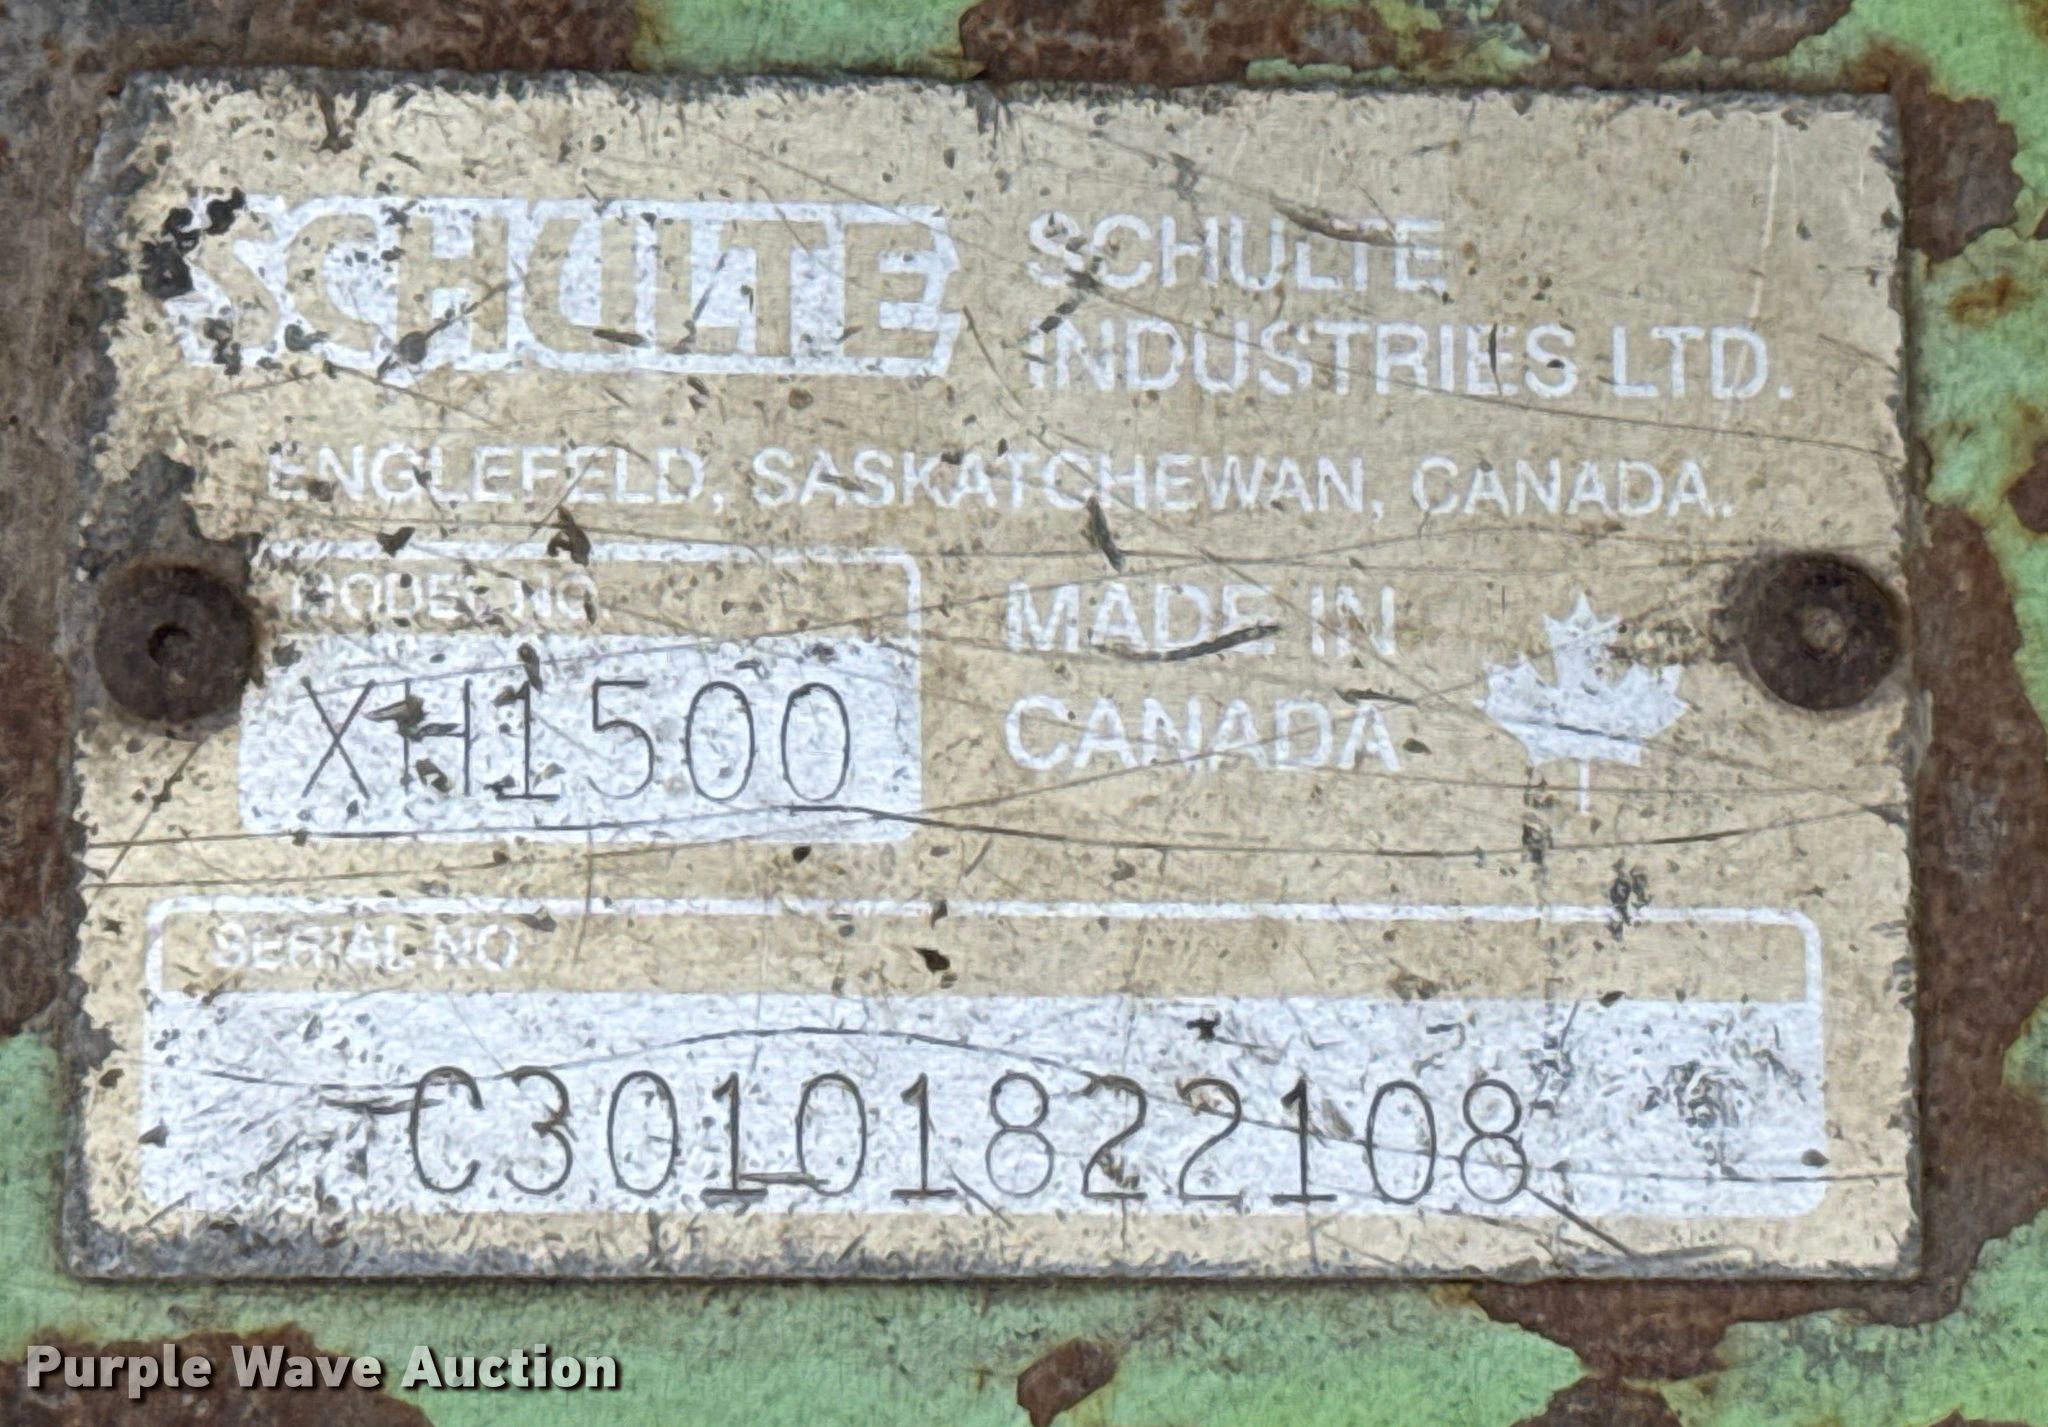 SCHULTE
SCHULTE
INDUSTRIES LTD.
ENGLEFELD, SASKATCHEWAN, CANADA.
MODEL NO.
XH1500
MADE IN
CANADA
SERIAL NO.
C30101822108
Purple Wave Auction